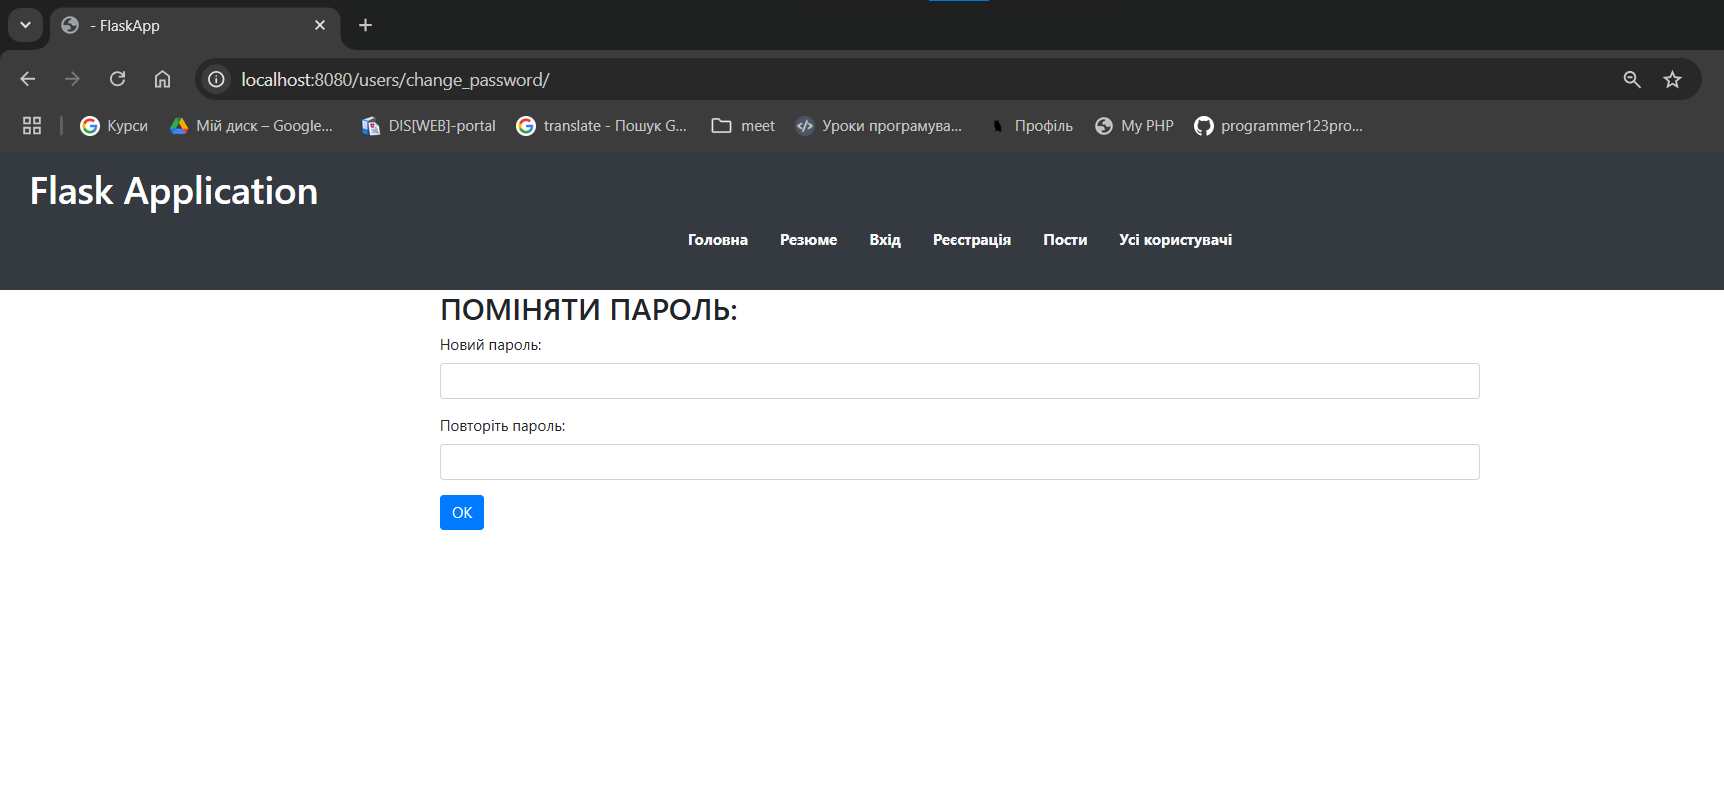 - FlaskApp
localhost:8080/users/change_password/
Курси Мій диск – Google... DIS[WEB]-portal translate - Пошук G... meet Уроки програмува... Профіль My PHP programmer123pro...
Flask Application
Головна Резюме Вхід Реєстрація Пости Усі користувачі
ПОМІНЯТИ ПАРОЛЬ:
Новий пароль:
Повторіть пароль:
OK